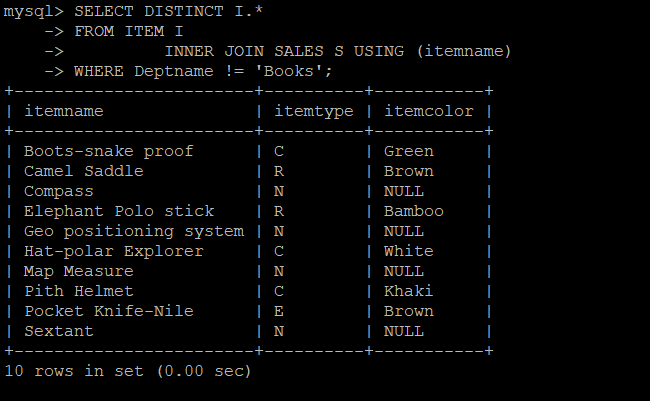 mysql> SELECT DISTINCT I.*
    -> FROM ITEM I
    ->          INNER JOIN SALES S USING (itemname)
    -> WHERE Deptname != 'Books';
+------------------------+----------+-----------+
| itemname               | itemtype | itemcolor |
+------------------------+----------+-----------+
| Boots-snake proof      | C        | Green     |
| Camel Saddle           | R        | Brown     |
| Compass                | N        | NULL      |
| Elephant Polo stick    | R        | Bamboo    |
| Geo positioning system | N        | NULL      |
| Hat-polar Explorer     | C        | White     |
| Map Measure            | N        | NULL      |
| Pith Helmet            | C        | Khaki     |
| Pocket Knife-Nile      | E        | Brown     |
| Sextant                | N        | NULL      |
+------------------------+----------+-----------+
10 rows in set (0.00 sec)